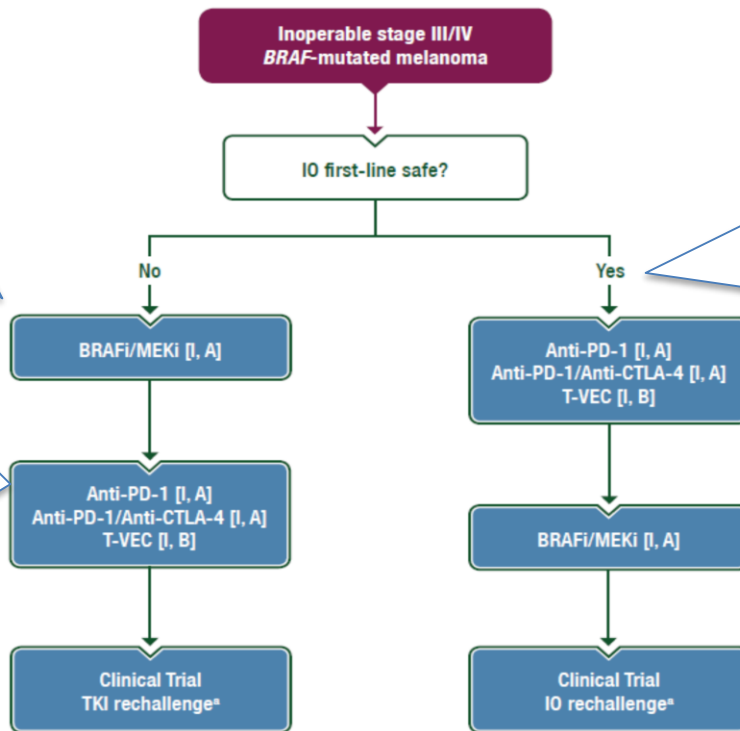 Inoperable stage III/IV
BRAF-mutated melanoma
IO first-line safe?
No
Yes
BRAFi/MEKi [I, A]
Anti-PD-1 [I, A]
Anti-PD-1/Anti-CTLA-4 [I, A]
T-VEC [I, B]
Anti-PD-1 [I, A]
Anti-PD-1/Anti-CTLA-4 [I, A]
T-VEC [I, B]
BRAFi/MEKi [I, A]
Clinical Trial
TKI rechallengeᵃ
Clinical Trial
IO rechallengeᵃ